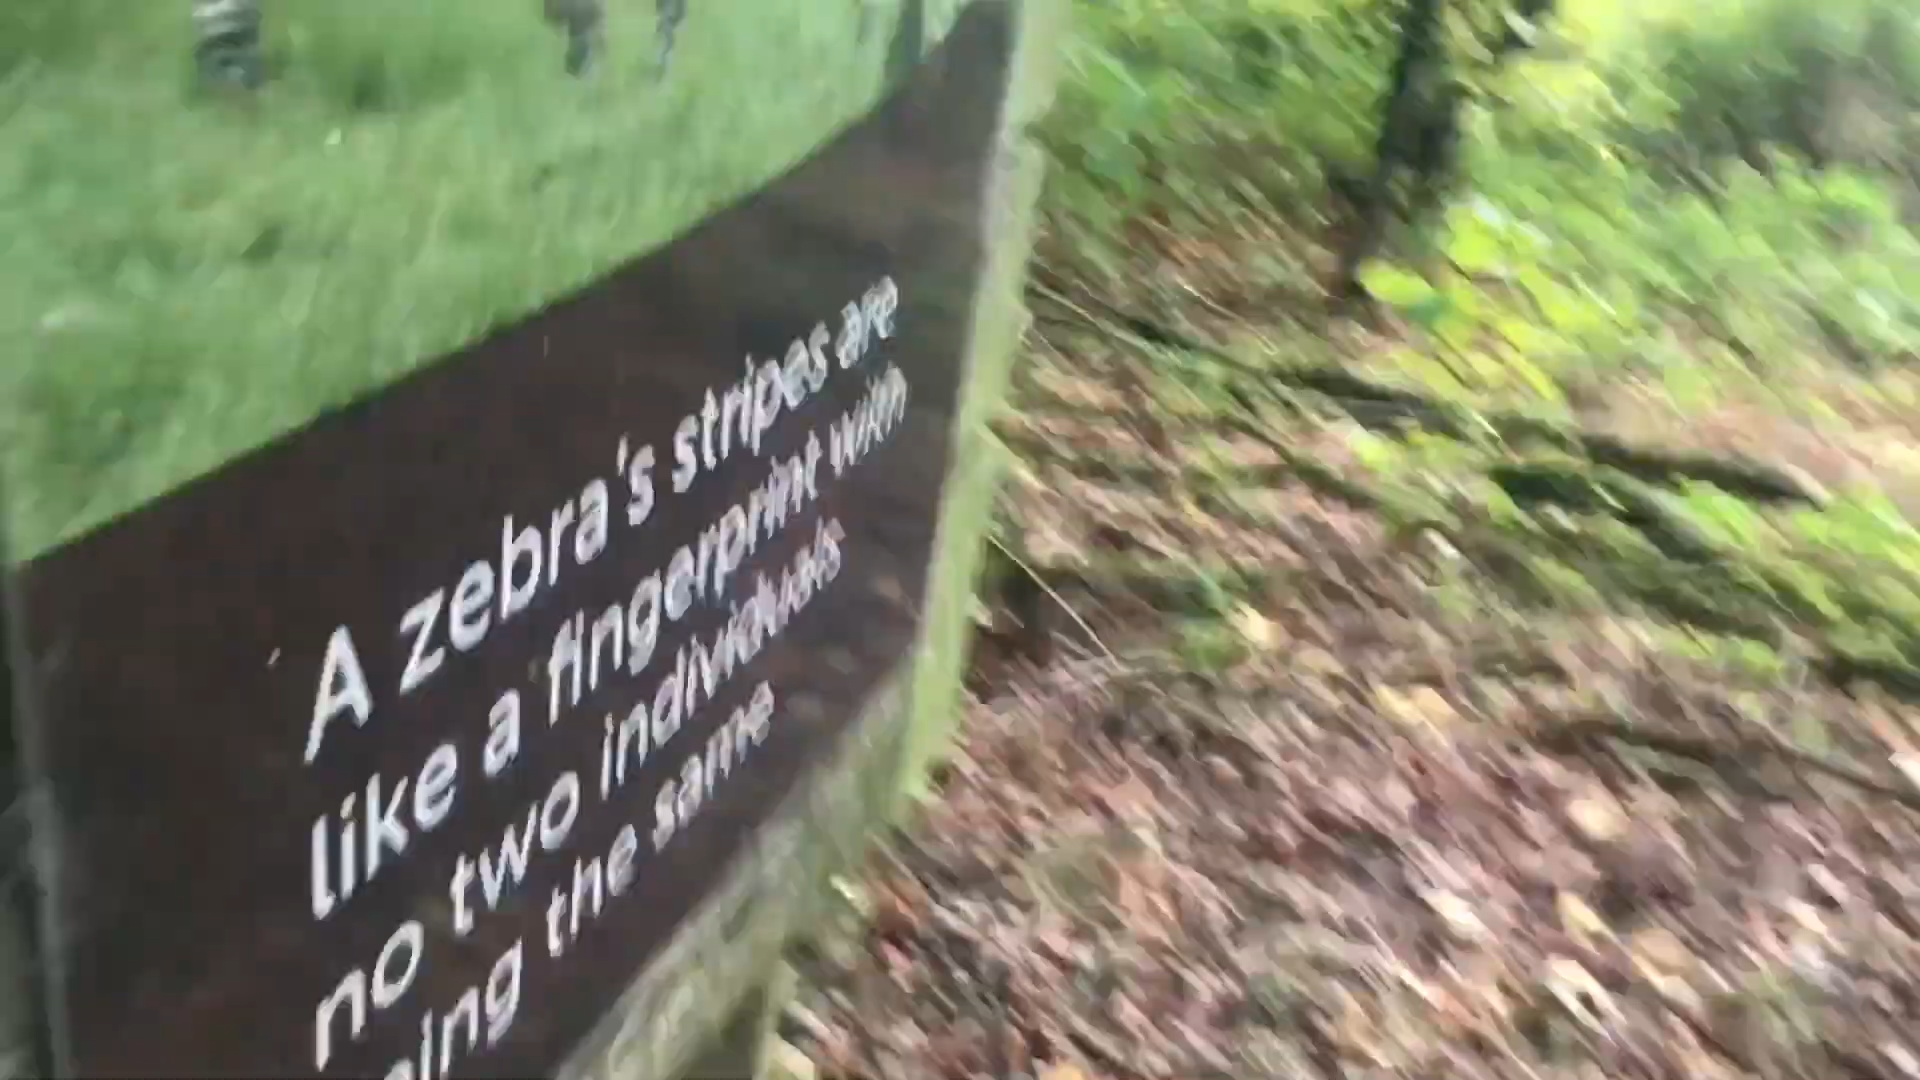 A zebra's stripes are
like a fingerprint with
no two individuals
the same